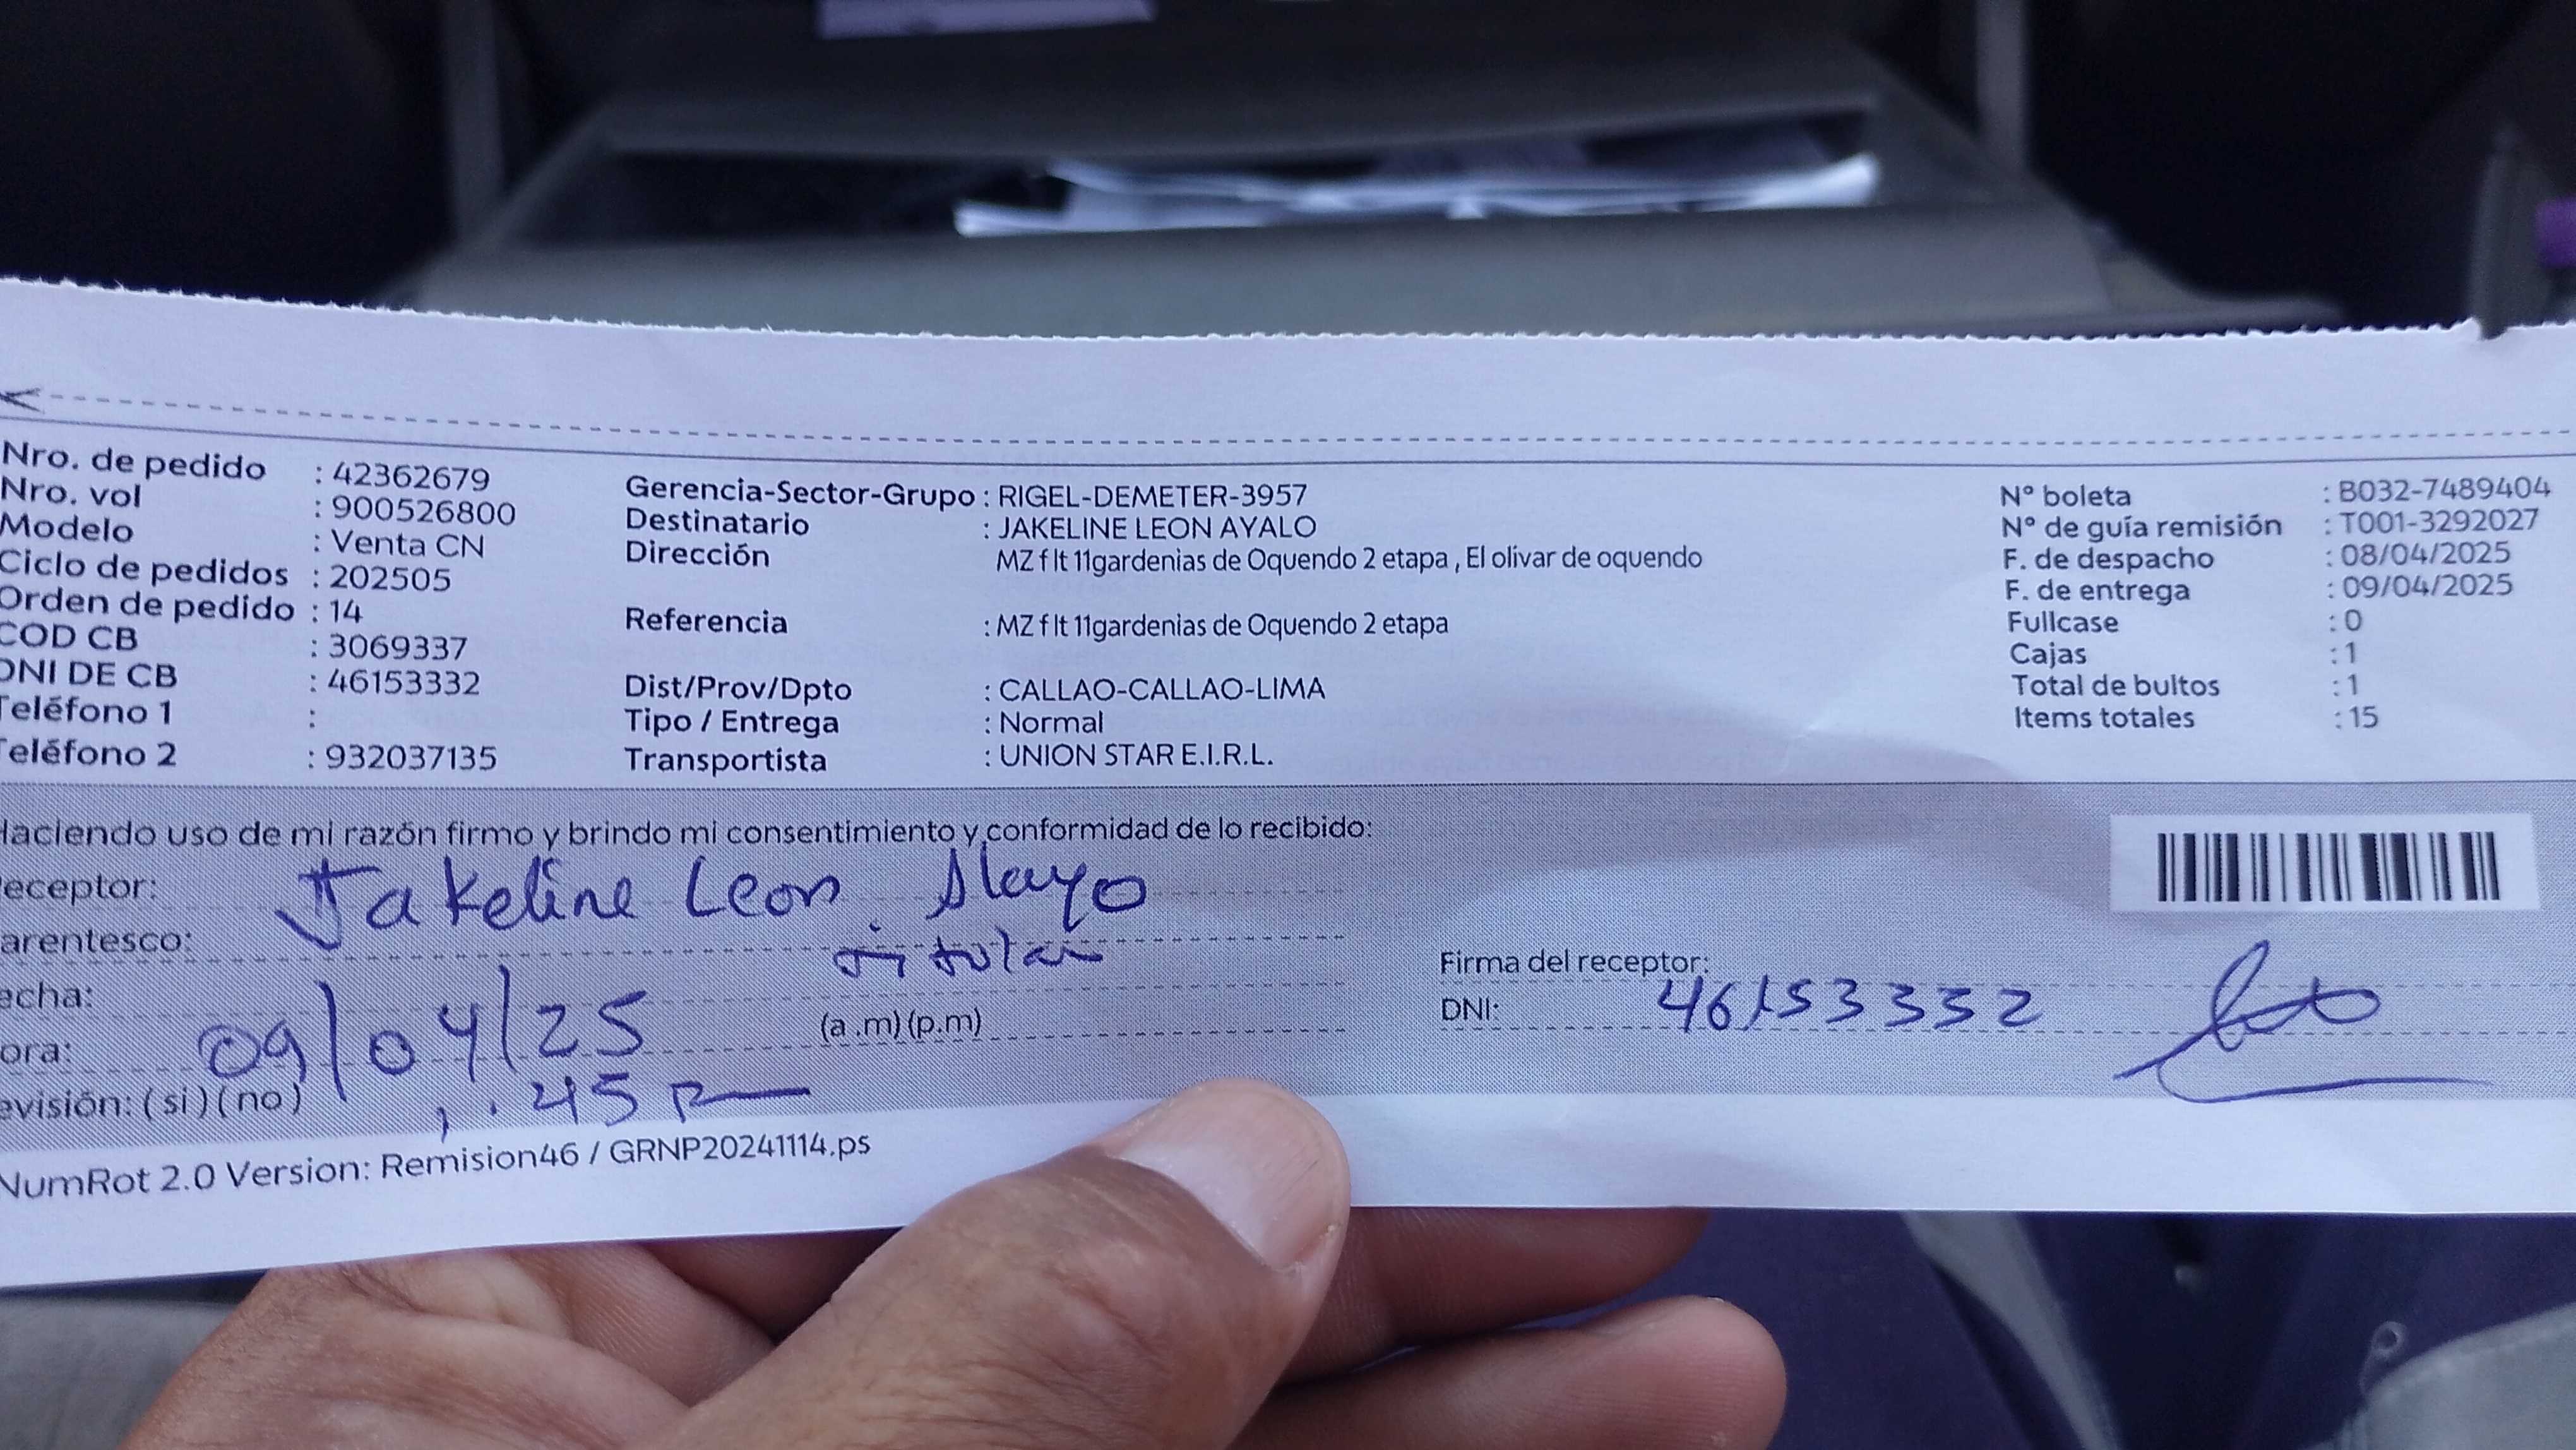 Nro. de pedido : 42362679
Nro. vol : 900526800
Modelo : Venta CN
Ciclo de pedidos : 202505
Orden de pedido : 14
COD CB : 3069337
DNI DE CB : 46153332
Teléfono 1 :
Teléfono 2 : 932037135
Gerencia-Sector-Grupo : RIGEL-DEMETER-3957
Destinatario : JAKELINE LEON AYALO
Dirección MZ f lt 11gardenias de Oquendo 2 etapa , El olivar de oquendo
Referencia : MZ f lt 11gardenias de Oquendo 2 etapa
Dist/Prov/Dpto : CALLAO-CALLAO-LIMA
Tipo / Entrega : Normal
Transportista : UNION STAR E.I.R.L.
N° boleta : B032-7489404
N° de guía remisión : T001-3292027
F. de despacho : 08/04/2025
F. de entrega : 09/04/2025
Fullcase : 0
Cajas : 1
Total de bultos : 1
Items totales : 15
Haciendo uso de mi razón firmo y brindo mi consentimiento y conformidad de lo recibido:
eceptor: Jakeline Leon Alayo
arentesco: titular
echa: 09/04/25
ora: (a .m) (p.m)
evisión: ( si ) ( no ) 45 p
Firma del receptor:
DNI: 46153332
NumRot 2.0 Version: Remision46 / GRNP20241114.ps